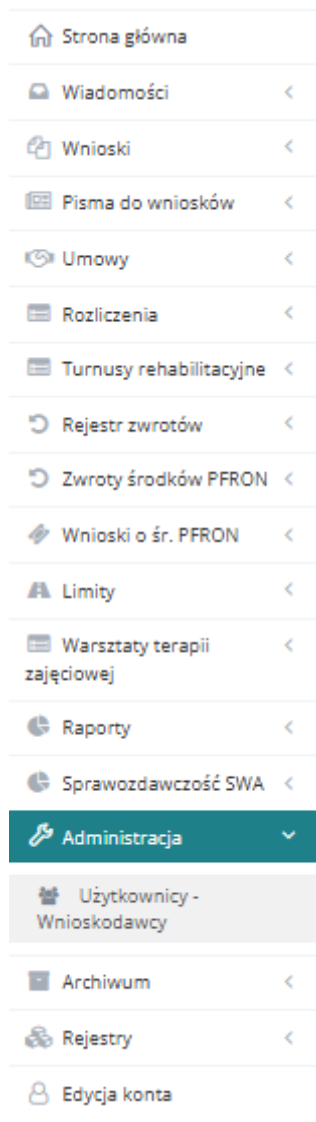 Strona główna
Wiadomości
Wnioski
Pisma do wniosków
Umowy
Rozliczenia
Turnusy rehabilitacyjne
Rejestr zwrotów
Zwroty środków PFRON
Wnioski o śr. PFRON
Limity
Warsztaty terapii
zajęciowej
Raporty
Sprawozdawczość SWA
Administracja
Użytkownicy -
Wnioskodawcy
Archiwum
Rejestry
Edycja konta